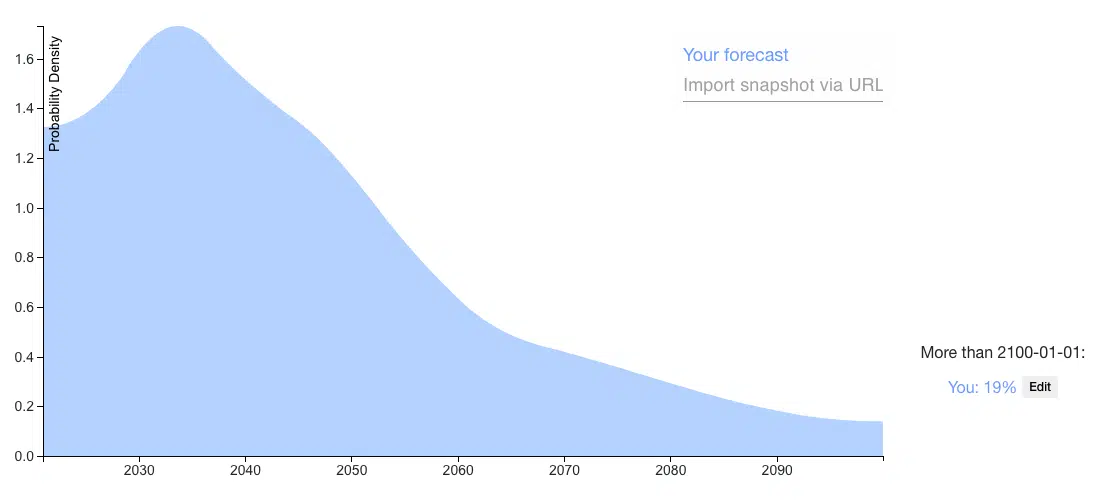 Probability Density
1.6
1.4
1.2
1.0
0.8
0.6
0.4
0.2
0.0
2030 2040 2050 2060 2070 2080 2090
Your forecast
Import snapshot via URL
More than 2100-01-01:
You: 19% Edit